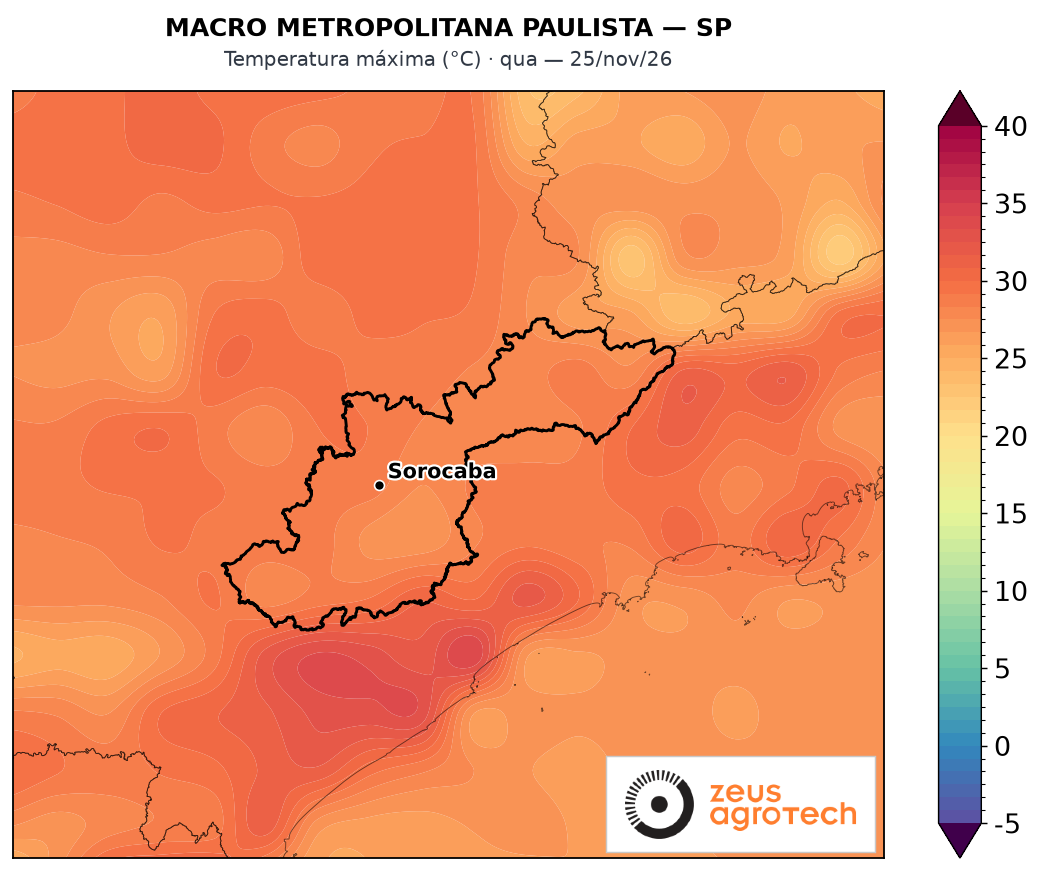 MACRO METROPOLITANA PAULISTA — SP
Temperatura máxima (°C) · qua — 25/nov/26
40
35
30
25
20
15
10
5
0
-5
Sorocaba
zeus
agrotech